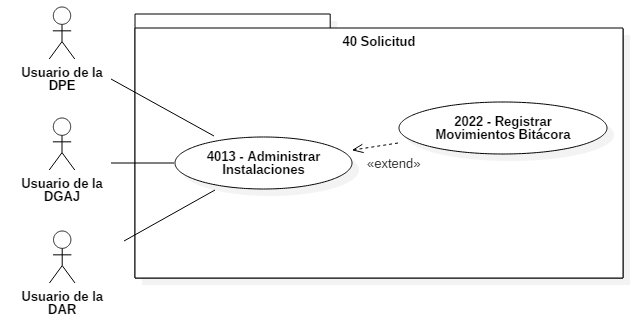 40 Solicitud
Usuario de la
DPE
2022 - Registrar
Movimientos Bitácora
4013 - Administrar
Instalaciones
«extend»
Usuario de la
DGAJ
Usuario de la
DAR